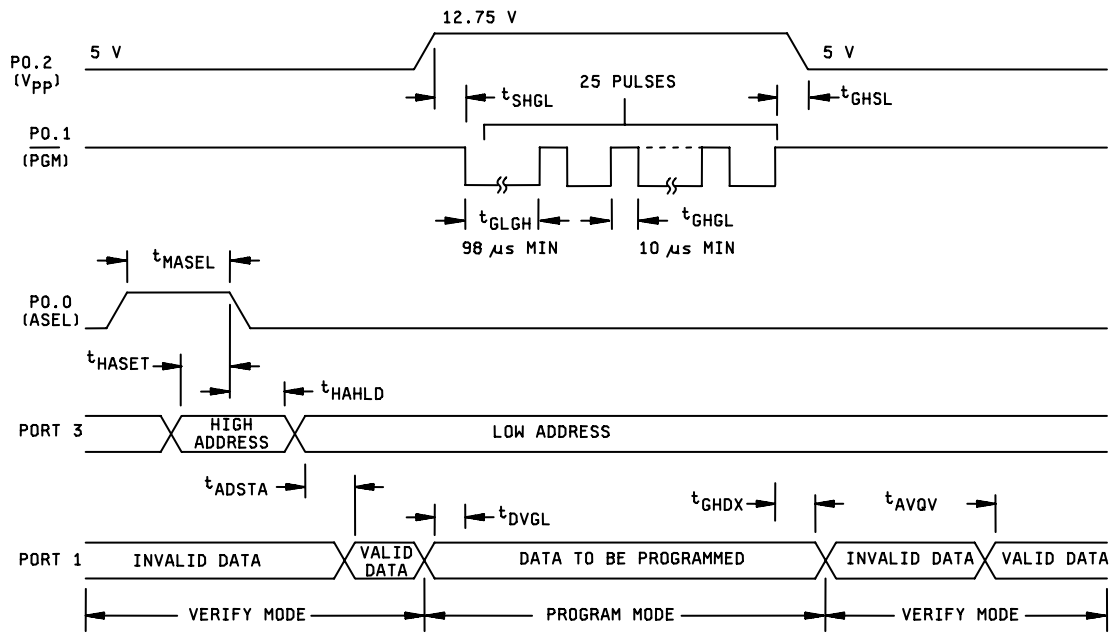 12.75 V
5 V
5 V
P0.2
(VPP)
25 PULSES
tSHGL
tGHSL
P0.1
(PGM)
tGLGH
tGHGL
98 µs MIN
10 µs MIN
tMASEL
P0.0
(ASEL)
tHASET
tHAHLD
PORT 3
HIGH
ADDRESS
LOW ADDRESS
tADSTA
tDVGL
tGHDX
tAVQV
PORT 1
INVALID DATA
VALID
DATA
DATA TO BE PROGRAMMED
INVALID DATA
VALID DATA
VERIFY MODE
PROGRAM MODE
VERIFY MODE